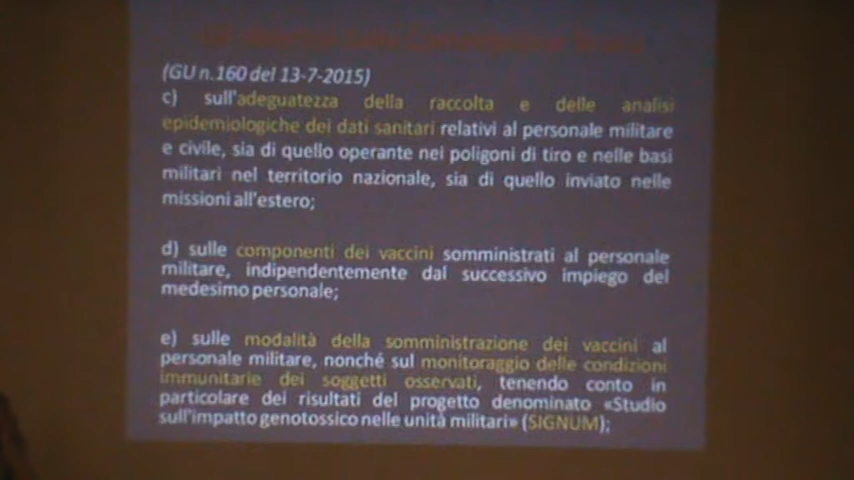 (GU n.160 del 13-7-2015)
c) sull'adeguatezza della raccolta e delle analisi
epidemiologiche dei dati sanitari relativi al personale militare
e civile, sia di quello operante nei poligoni di tiro e nelle basi
militari nel territorio nazionale, sia di quello inviato nelle
missioni all'estero;
d) sulle componenti dei vaccini somministrati al personale
militare, indipendentemente dal successivo impiego del
medesimo personale;
e) sulle modalità della somministrazione dei vaccini al
personale militare, nonché sul monitoraggio delle condizioni
immunitarie dei soggetti osservati, tenendo conto in
particolare dei risultati del progetto denominato «Studio
sull'impatto genotossico nelle unità militari» (SIGNUM);